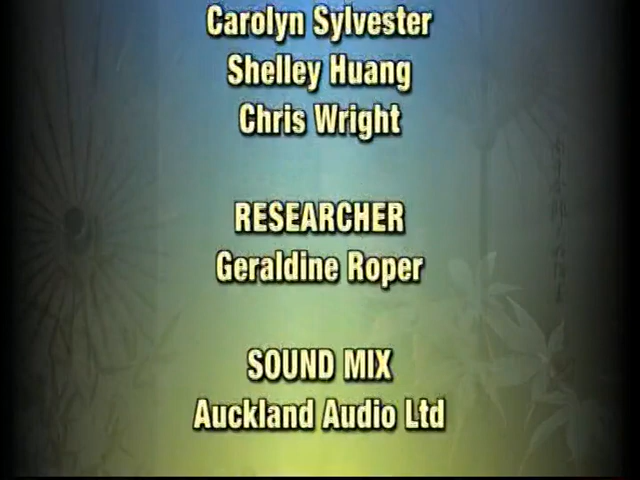 Carolyn Sylvester
Shelley Huang
Chris Wright
RESEARCHER
Geraldine Roper
SOUND MIX
Auckland Audio Ltd